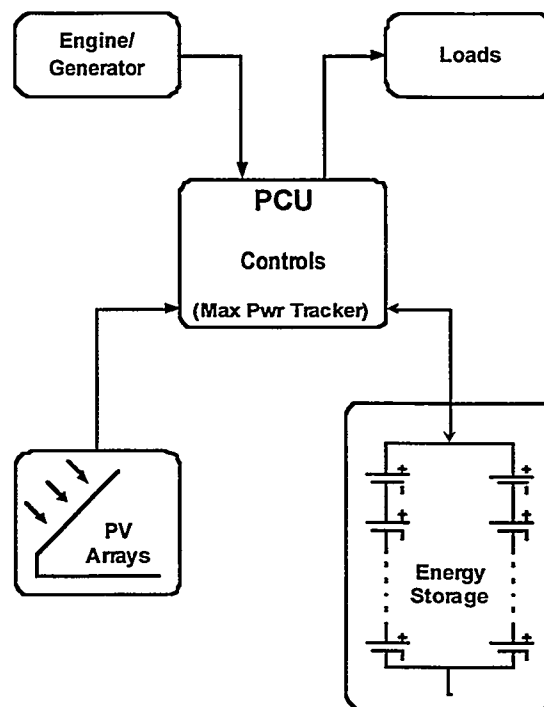 Engine/
Generator
Loads
PCU
Controls
(Max Pwr Tracker)
PV
Arrays
Energy
Storage